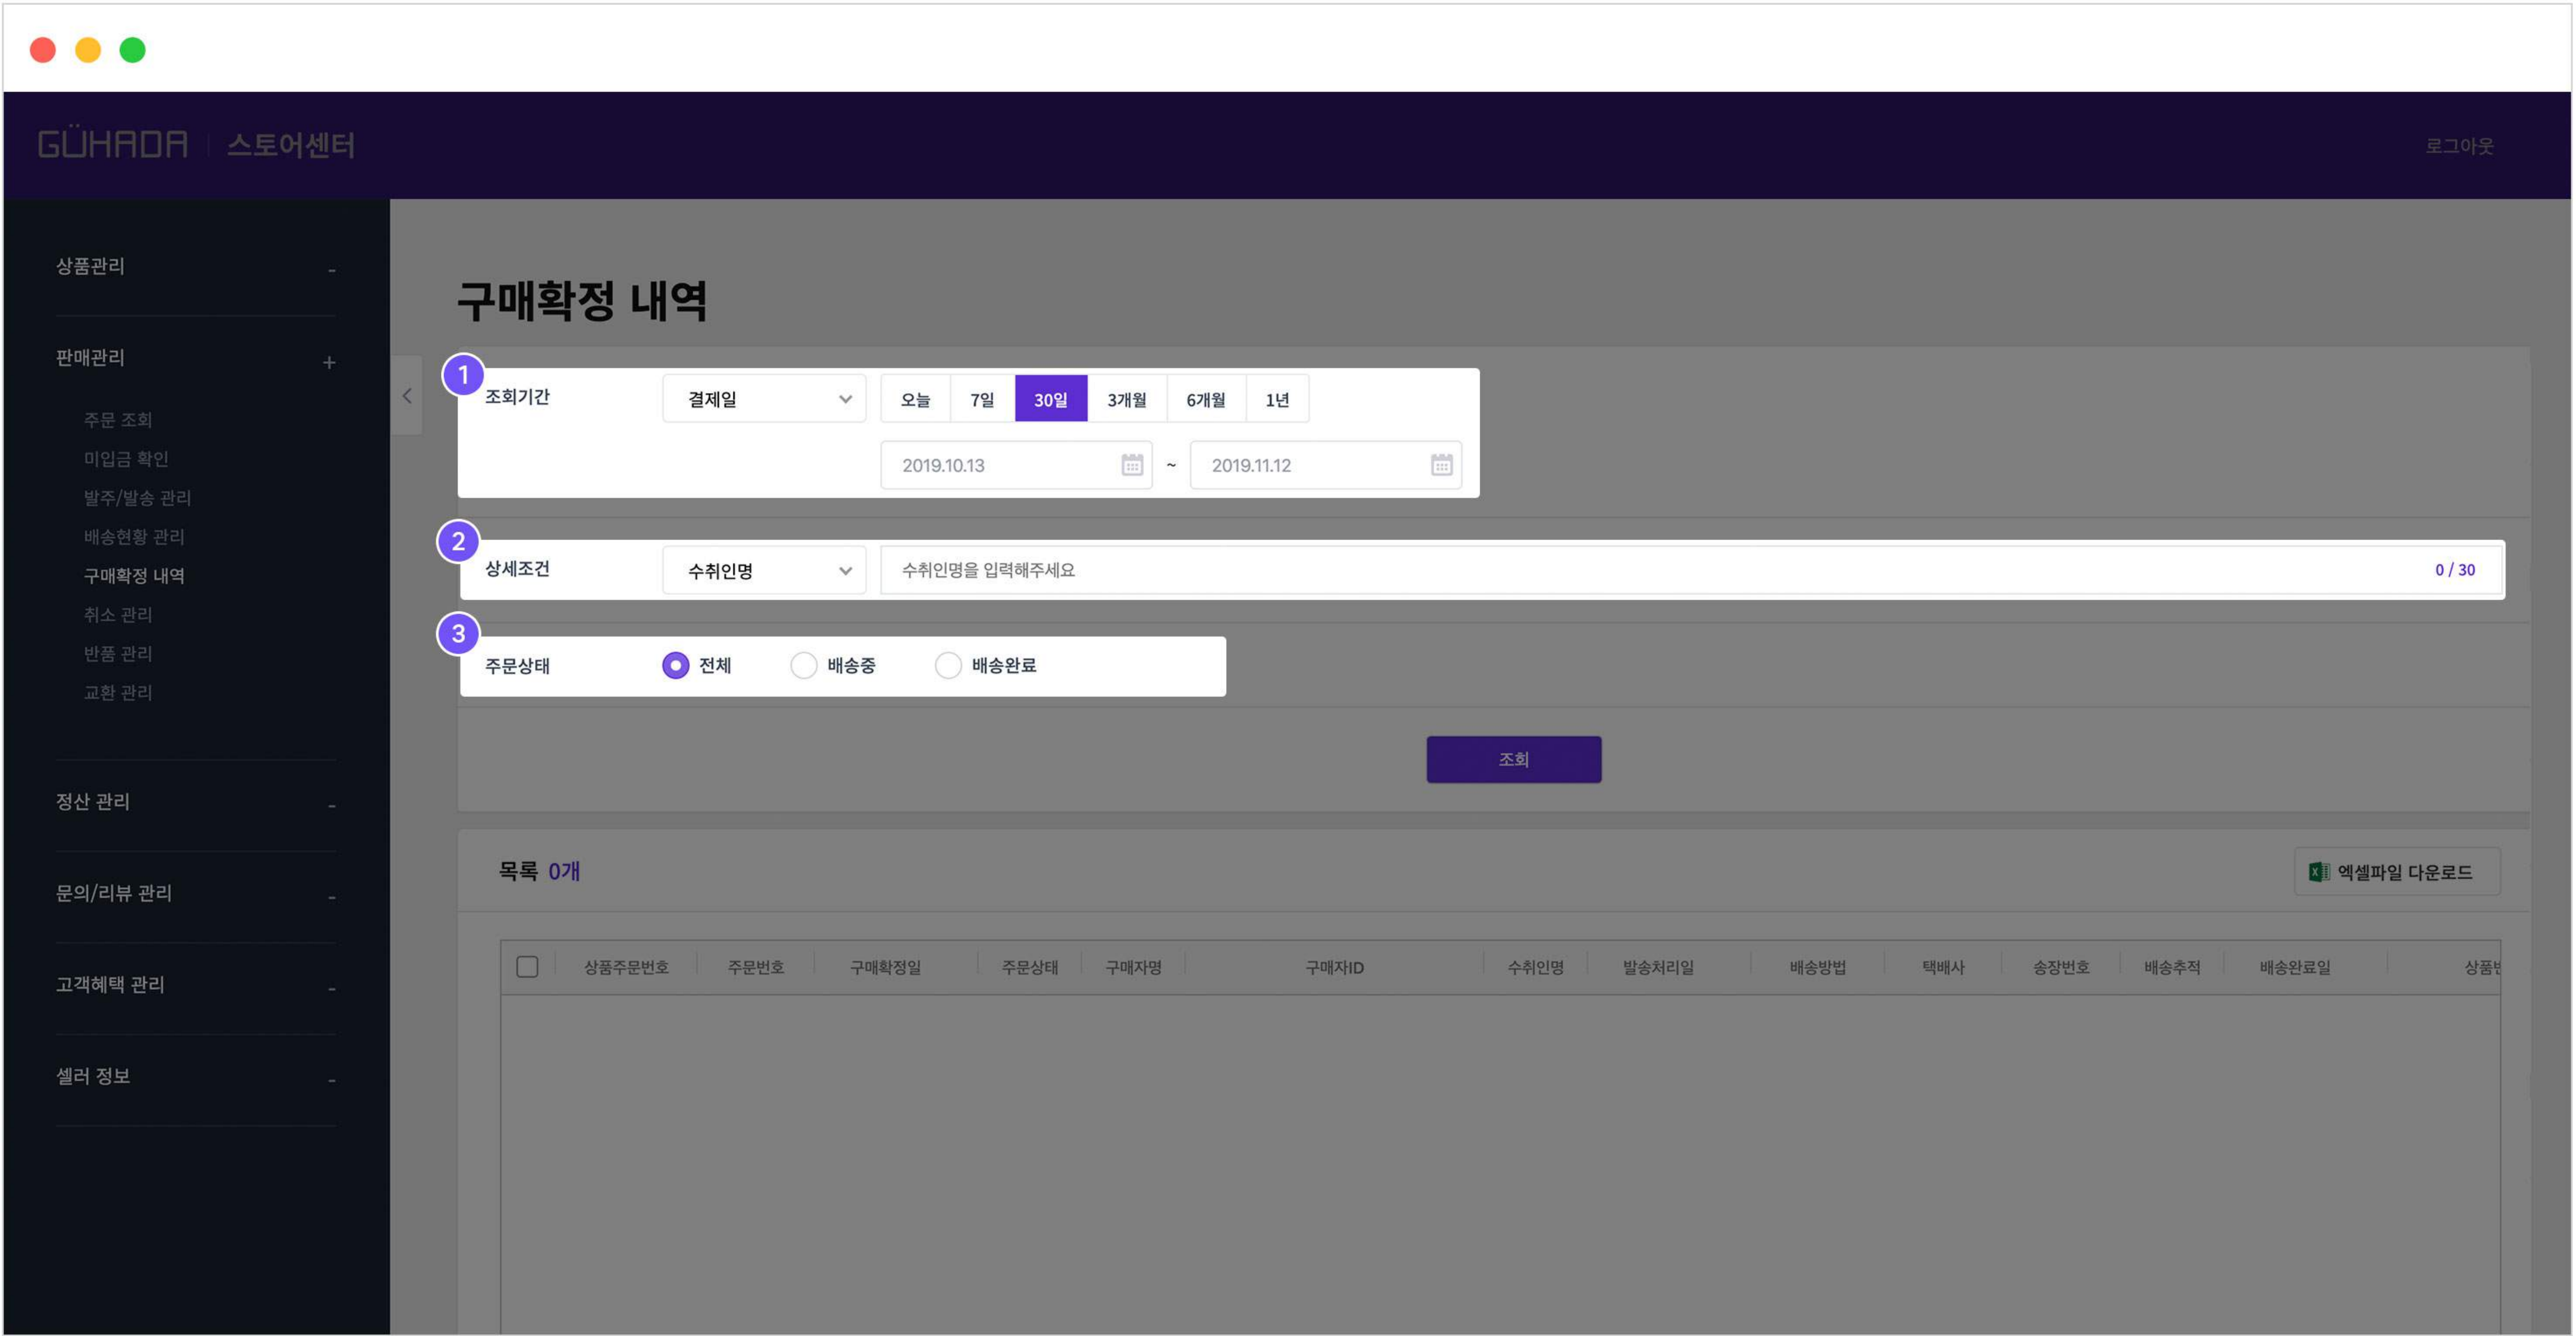 GÜHADA 스토어센터
로그아웃
상품관리 -
판매관리 +
주문 조회
미입금 확인
발주/발송 관리
배송현황 관리
구매확정 내역
취소 관리
반품 관리
교환 관리
정산 관리 -
문의/리뷰 관리 -
고객혜택 관리 -
셀러 정보 -
구매확정 내역
1
조회기간 결제일 오늘 7일 30일 3개월 6개월 1년
2019.10.13 ~ 2019.11.12
2
상세조건 수취인명 수취인명을 입력해주세요 0 / 30
3
주문상태 전체 배송중 배송완료
조회
목록 0개 엑셀파일 다운로드
상품주문번호 주문번호 구매확정일 주문상태 구매자명 구매자ID 수취인명 발송처리일 배송방법 택배사 송장번호 배송추적 배송완료일